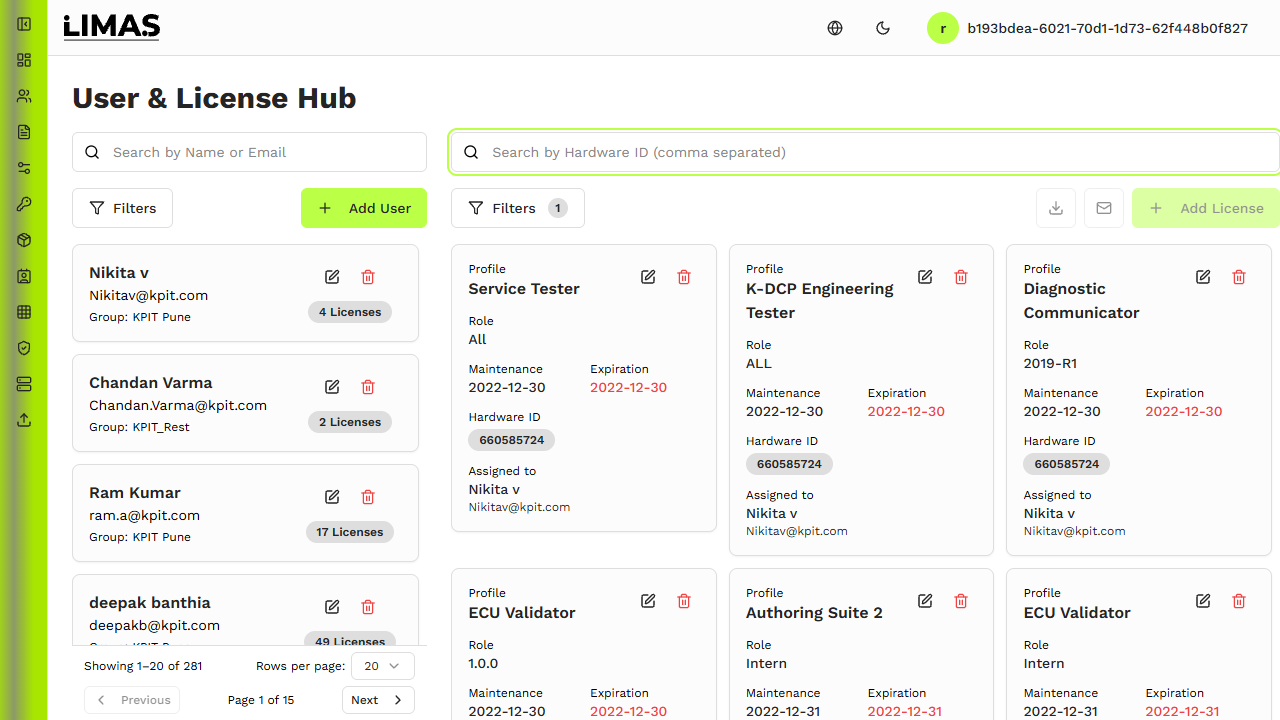 LIMAS
r
b193bdea-6021-70d1-1d73-62f448b0f827
User & License Hub
Search by Name or Email
Search by Hardware ID (comma separated)
Filters
Add User
Filters 1
Add License
Nikita v
Nikitav@kpit.com
Group: KPIT Pune
4 Licenses
Chandan Varma
Chandan.Varma@kpit.com
Group: KPIT_Rest
2 Licenses
Ram Kumar
ram.a@kpit.com
Group: KPIT Pune
17 Licenses
deepak banthia
deepakb@kpit.com
49 Licenses
Showing 1–20 of 281
Rows per page: 20
Previous
Page 1 of 15
Next
Profile
Service Tester
Role
All
Maintenance Expiration
2022-12-30 2022-12-30
Hardware ID
660585724
Assigned to
Nikita v
Nikitav@kpit.com
Profile
K-DCP Engineering
Tester
Role
ALL
Maintenance Expiration
2022-12-30 2022-12-30
Hardware ID
660585724
Assigned to
Nikita v
Nikitav@kpit.com
Profile
Diagnostic
Communicator
Role
2019-R1
Maintenance Expiration
2022-12-30 2022-12-30
Hardware ID
660585724
Assigned to
Nikita v
Nikitav@kpit.com
Profile
ECU Validator
Role
1.0.0
Maintenance Expiration
2022-12-30 2022-12-30
Profile
Authoring Suite 2
Role
Intern
Maintenance Expiration
2022-12-31 2022-12-31
Profile
ECU Validator
Role
Intern
Maintenance Expiration
2022-12-31 2022-12-31